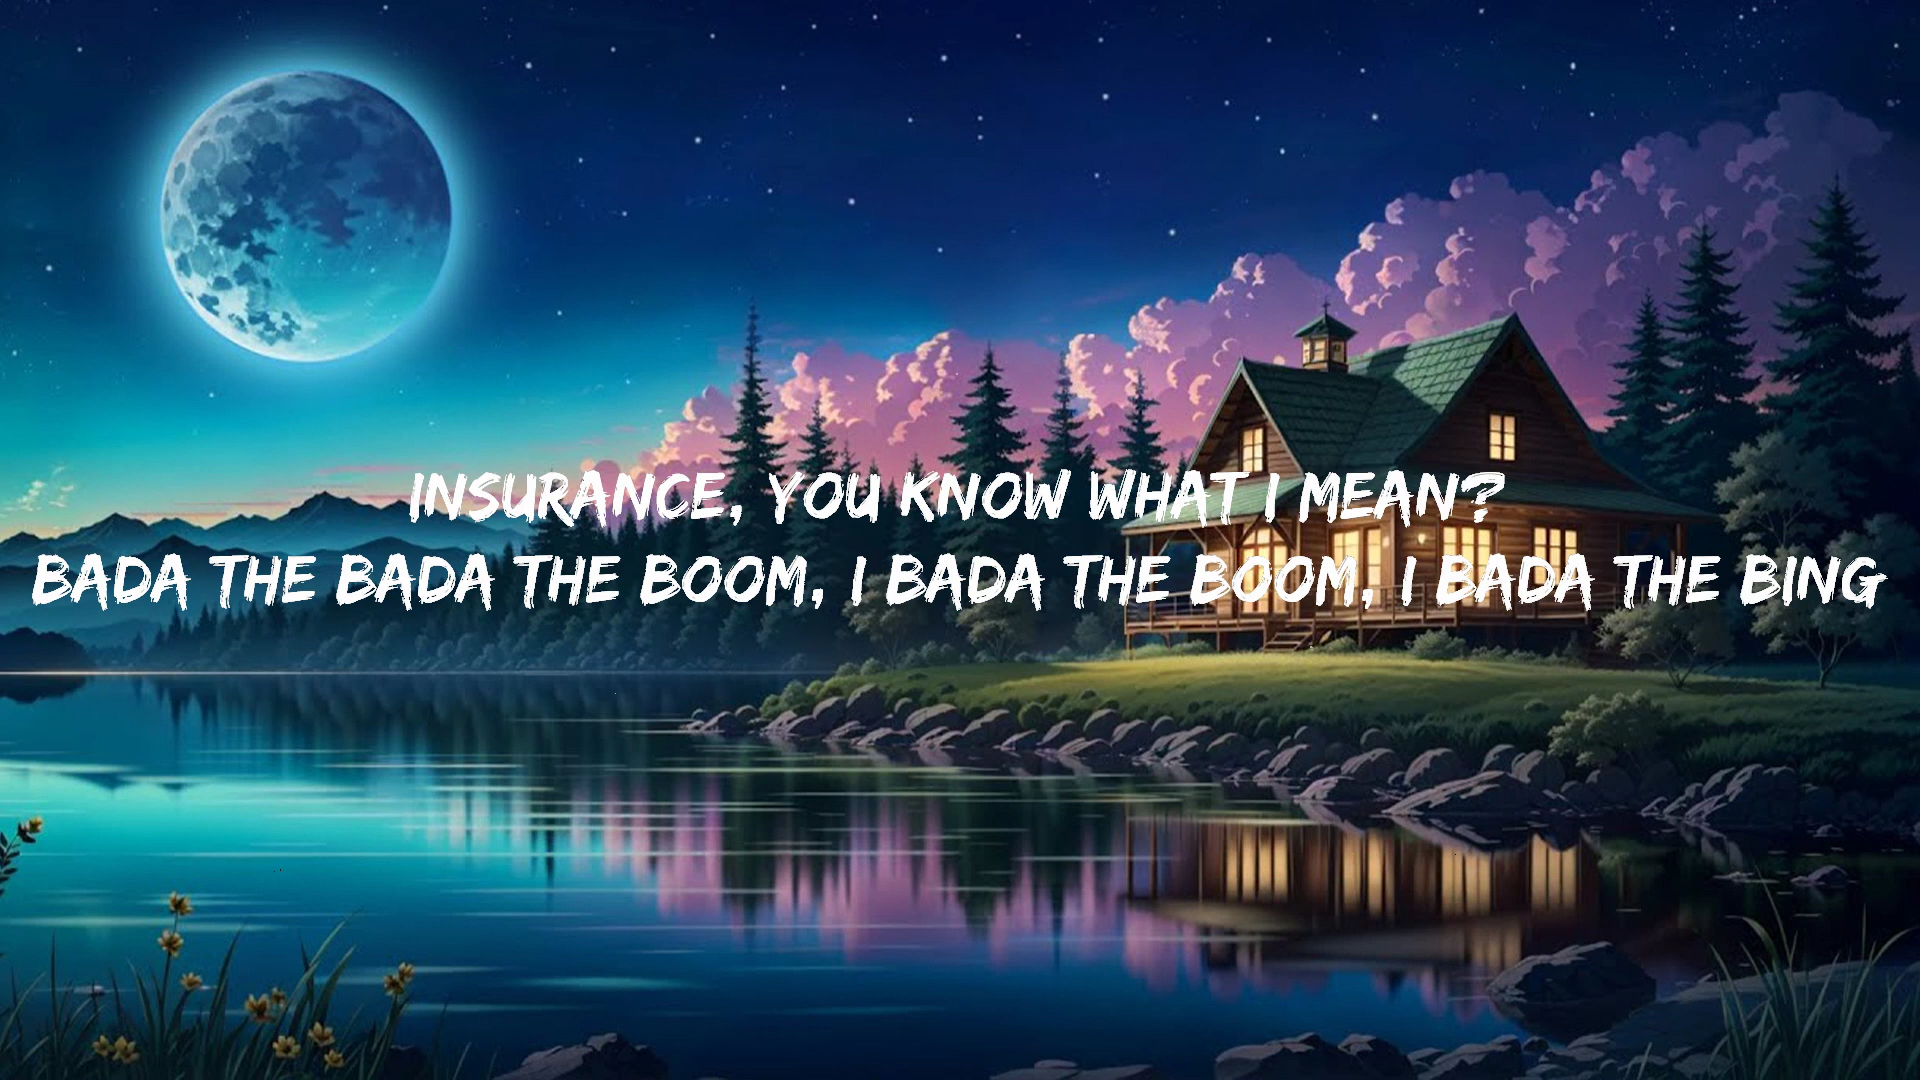 INSURANCE, YOU KNOW WHAT I MEAN?
BADA THE BADA THE BOOM, I BADA THE BOOM, I BADA THE BING